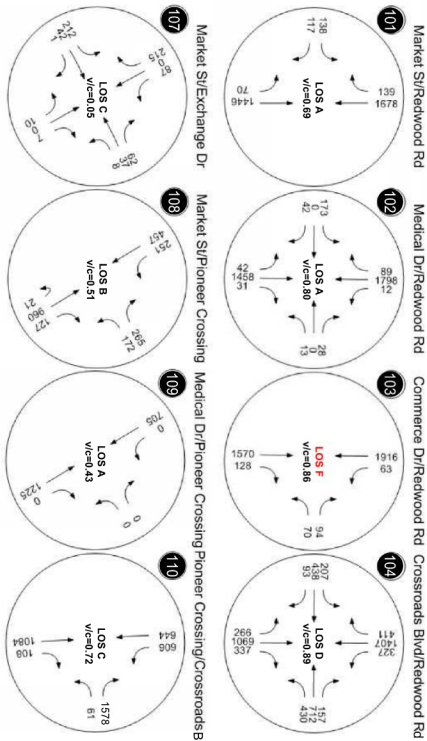 101
Market St/Redwood Rd
138
117
139
1678
70
1446
LOS A
v/c=0.69
102
Medical Dr/Redwood Rd
173
0
42
89
1798
12
42
1458
31
28
0
13
LOS A
v/c=0.80
103
Commerce Dr/Redwood Rd
1916
63
1570
128
94
70
LOS F
v/c=0.86
104
Crossroads Blvd/Redwood Rd
207
438
93
411
1407
327
266
1069
337
157
712
430
LOS D
v/c=0.89
107
Market St/Exchange Dr
212
42
1
87
215
10
62
37
8
LOS C
v/c=0.05
108
Market St/Pioneer Crossing
457
251
21
960
127
265
172
LOS B
v/c=0.51
109
Medical Dr/Pioneer Crossing
705
0
1225
0
0
0
LOS A
v/c=0.43
110
Pioneer Crossing/Crossroads B
844
1084
108
1578
61
LOS C
v/c=0.72